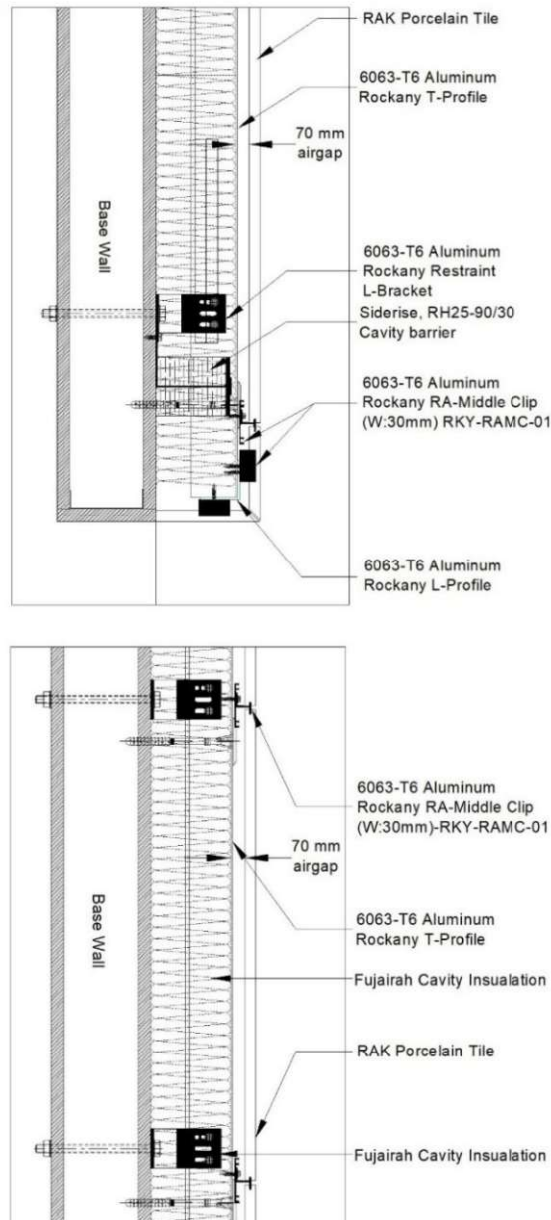 RAK Porcelain Tile
6063-T6 Aluminum
Rockany T-Profile
70 mm
airgap
Base Wall
6063-T6 Aluminum
Rockany Restraint
L-Bracket
Siderise, RH25-90/30
Cavity barrier
6063-T6 Aluminum
Rockany RA-Middle Clip
(W:30mm) RKY-RAMC-01
6063-T6 Aluminum
Rockany L-Profile
6063-T6 Aluminum
Rockany RA-Middle Clip
(W:30mm)-RKY-RAMC-01
70 mm
airgap
Base Wall
6063-T6 Aluminum
Rockany T-Profile
Fujairah Cavity Insualation
RAK Porcelain Tile
Fujairah Cavity Insualation